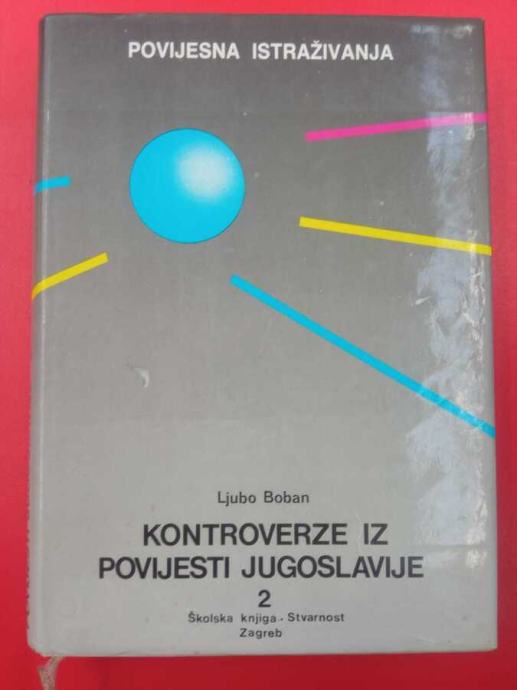 POVIJESNA ISTRAŽIVANJA
Ljubo Boban
KONTROVERZE IZ
POVIJESTI JUGOSLAVIJE
2
Školska knjiga · Stvarnost
Zagreb